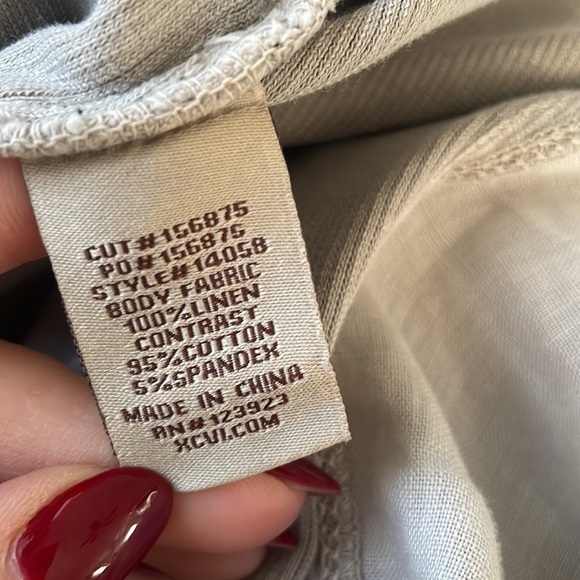 CUT#156875
PO#156875
STYLE#14058
BODY FABRIC
100%LINEN
CONTRAST
95%COTTON
5%SPANDEX
MADE IN CHINA
RN#123923
XCVI.COM